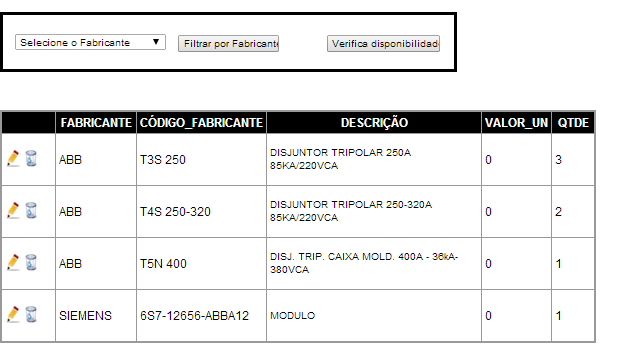 Selecione o Fabricante ▼ Filtrar por Fabricante Verifica disponibilidad
FABRICANTE CÓDIGO_FABRICANTE DESCRIÇÃO VALOR_UN QTDE
ABB T3S 250 DISJUNTOR TRIPOLAR 250A 0 3
85KA/220VCA
ABB T4S 250-320 DISJUNTOR TRIPOLAR 250-320A 0 2
85KA/220VCA
ABB T5N 400 DISJ. TRIP. CAIXA MOLD. 400A - 36kA- 0 1
380VCA
SIEMENS 6S7-12656-ABBA12 MODULO 0 1